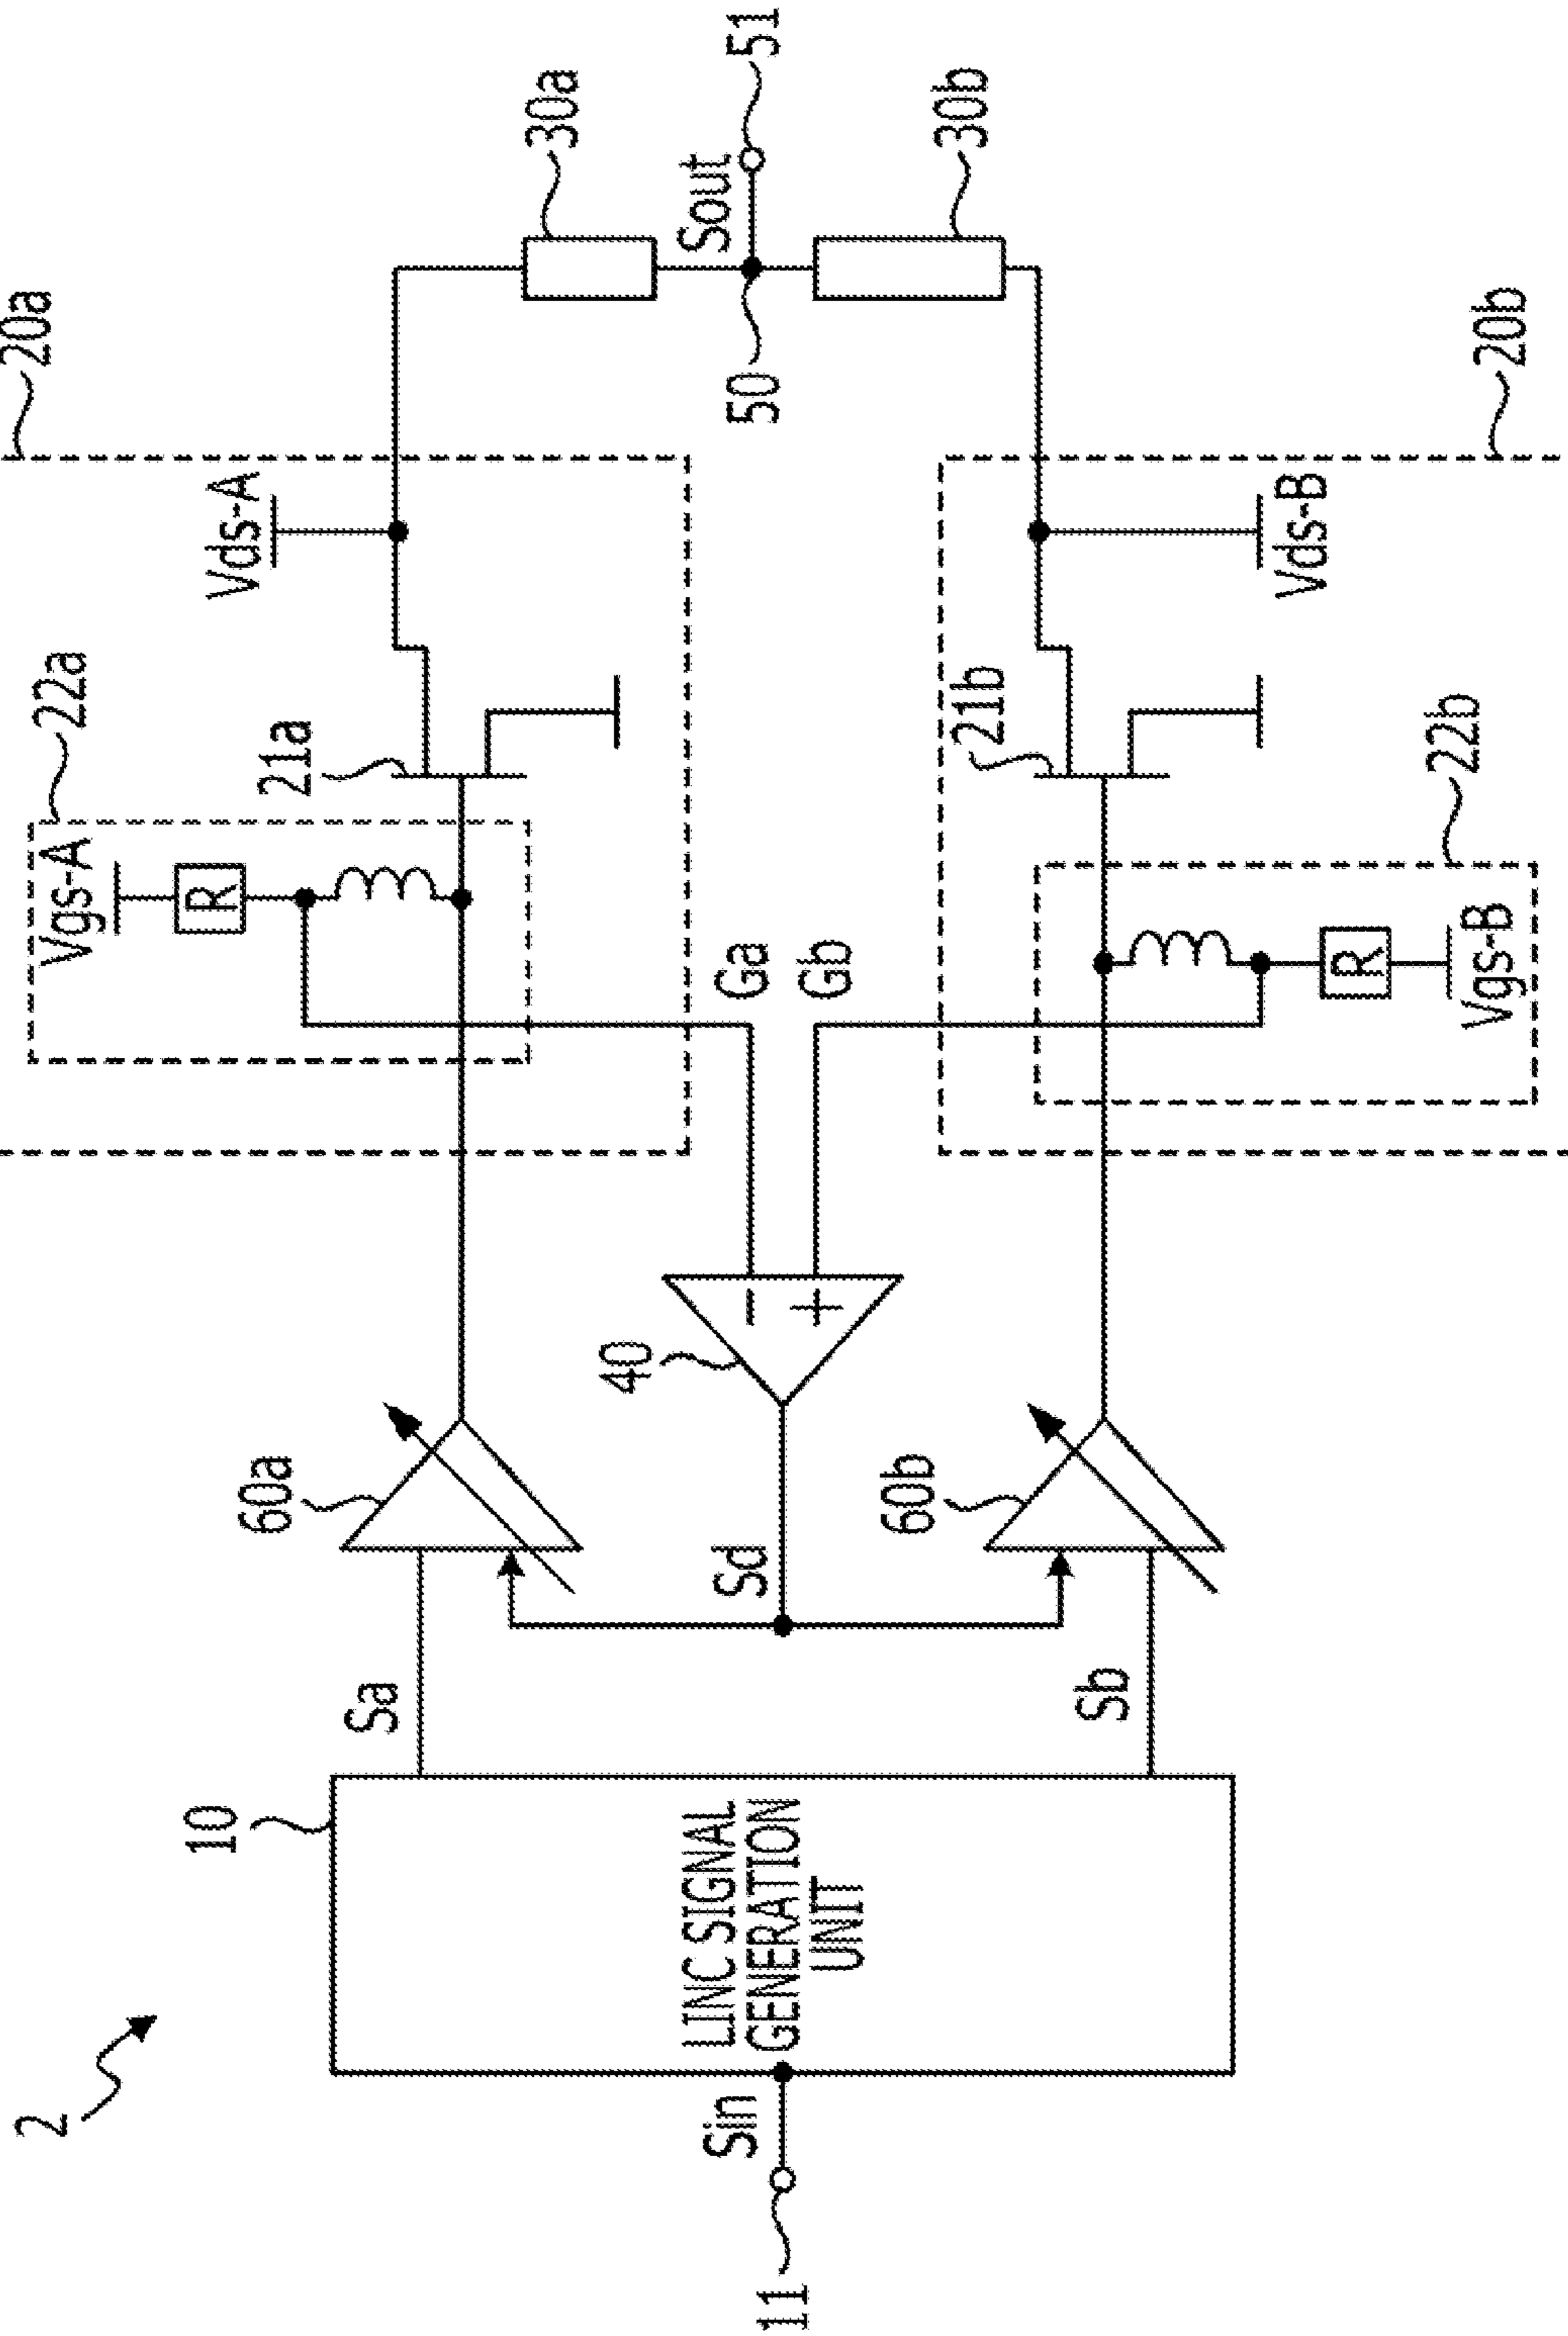 2
20a
22a
Vgs-A
R
Vds-A
21a
30a
10
60a
Sa
LINC SIGNAL
GENERATION
UNIT
Sin
11
40
Sd
-
+
Ga
Gb
Sout
50
51
60b
Sb
21b
30b
R
Vgs-B
22b
Vds-B
20b